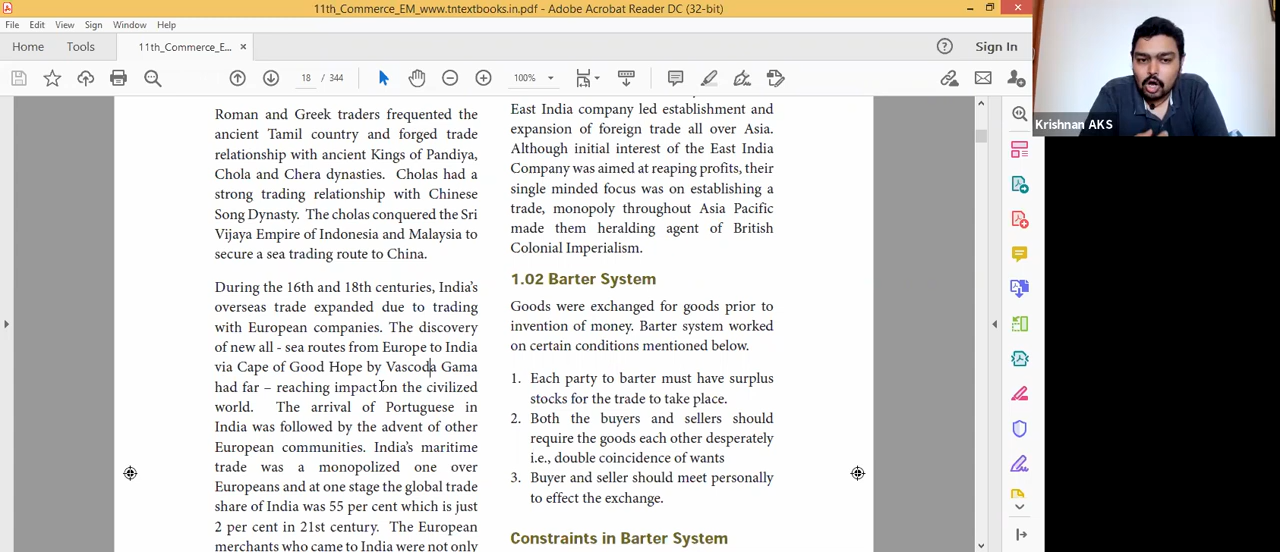 11th_Commerce_EM_www.tntextbooks.in.pdf - Adobe Acrobat Reader DC (32-bit)
File Edit View Sign Window Help
Home Tools 11th_Commerce_E... × Sign In
18 / 344 100%
Krishnan AKS
Roman and Greek traders frequented the
ancient Tamil country and forged trade
relationship with ancient Kings of Pandiya,
Chola and Chera dynasties. Cholas had a
strong trading relationship with Chinese
Song Dynasty. The cholas conquered the Sri
Vijaya Empire of Indonesia and Malaysia to
secure a sea trading route to China.
During the 16th and 18th centuries, India's
overseas trade expanded due to trading
with European companies. The discovery
of new all - sea routes from Europe to India
via Cape of Good Hope by Vascoda Gama
had far – reaching impact on the civilized
world. The arrival of Portuguese in
India was followed by the advent of other
European communities. India's maritime
trade was a monopolized one over
Europeans and at one stage the global trade
share of India was 55 per cent which is just
2 per cent in 21st century. The European
merchants who came to India were not only
East India company led establishment and
expansion of foreign trade all over Asia.
Although initial interest of the East India
Company was aimed at reaping profits, their
single minded focus was on establishing a
trade, monopoly throughout Asia Pacific
made them heralding agent of British
Colonial Imperialism.
1.02 Barter System
Goods were exchanged for goods prior to
invention of money. Barter system worked
on certain conditions mentioned below.
1. Each party to barter must have surplus
stocks for the trade to take place.
2. Both the buyers and sellers should
require the goods each other desperately
i.e., double coincidence of wants
3. Buyer and seller should meet personally
to effect the exchange.
Constraints in Barter System